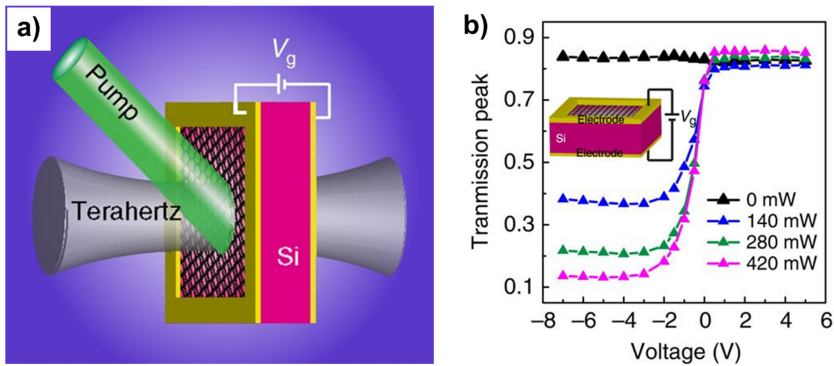 a)
Pump
Vg
Terahertz
Si
b)
Tranmission peak
0.9
0.7
0.5
0.3
0.1
Electrode
Si
Vg
Electrode
0 mW
140 mW
280 mW
420 mW
–8 –6 –4 –2 0 2 4 6 8
Voltage (V)